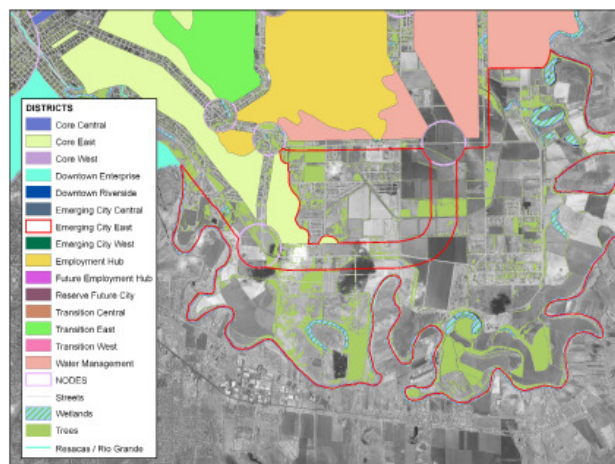 DISTRICTS
Core Central
Core East
Core West
Downtown Enterprise
Downtown Riverside
Emerging City Central
Emerging City East
Emerging City West
Employment Hub
Future Employment Hub
Reserve Future City
Transition Central
Transition East
Transition West
Water Management
NODES
Streets
Wetlands
Trees
Resacas / Rio Grande